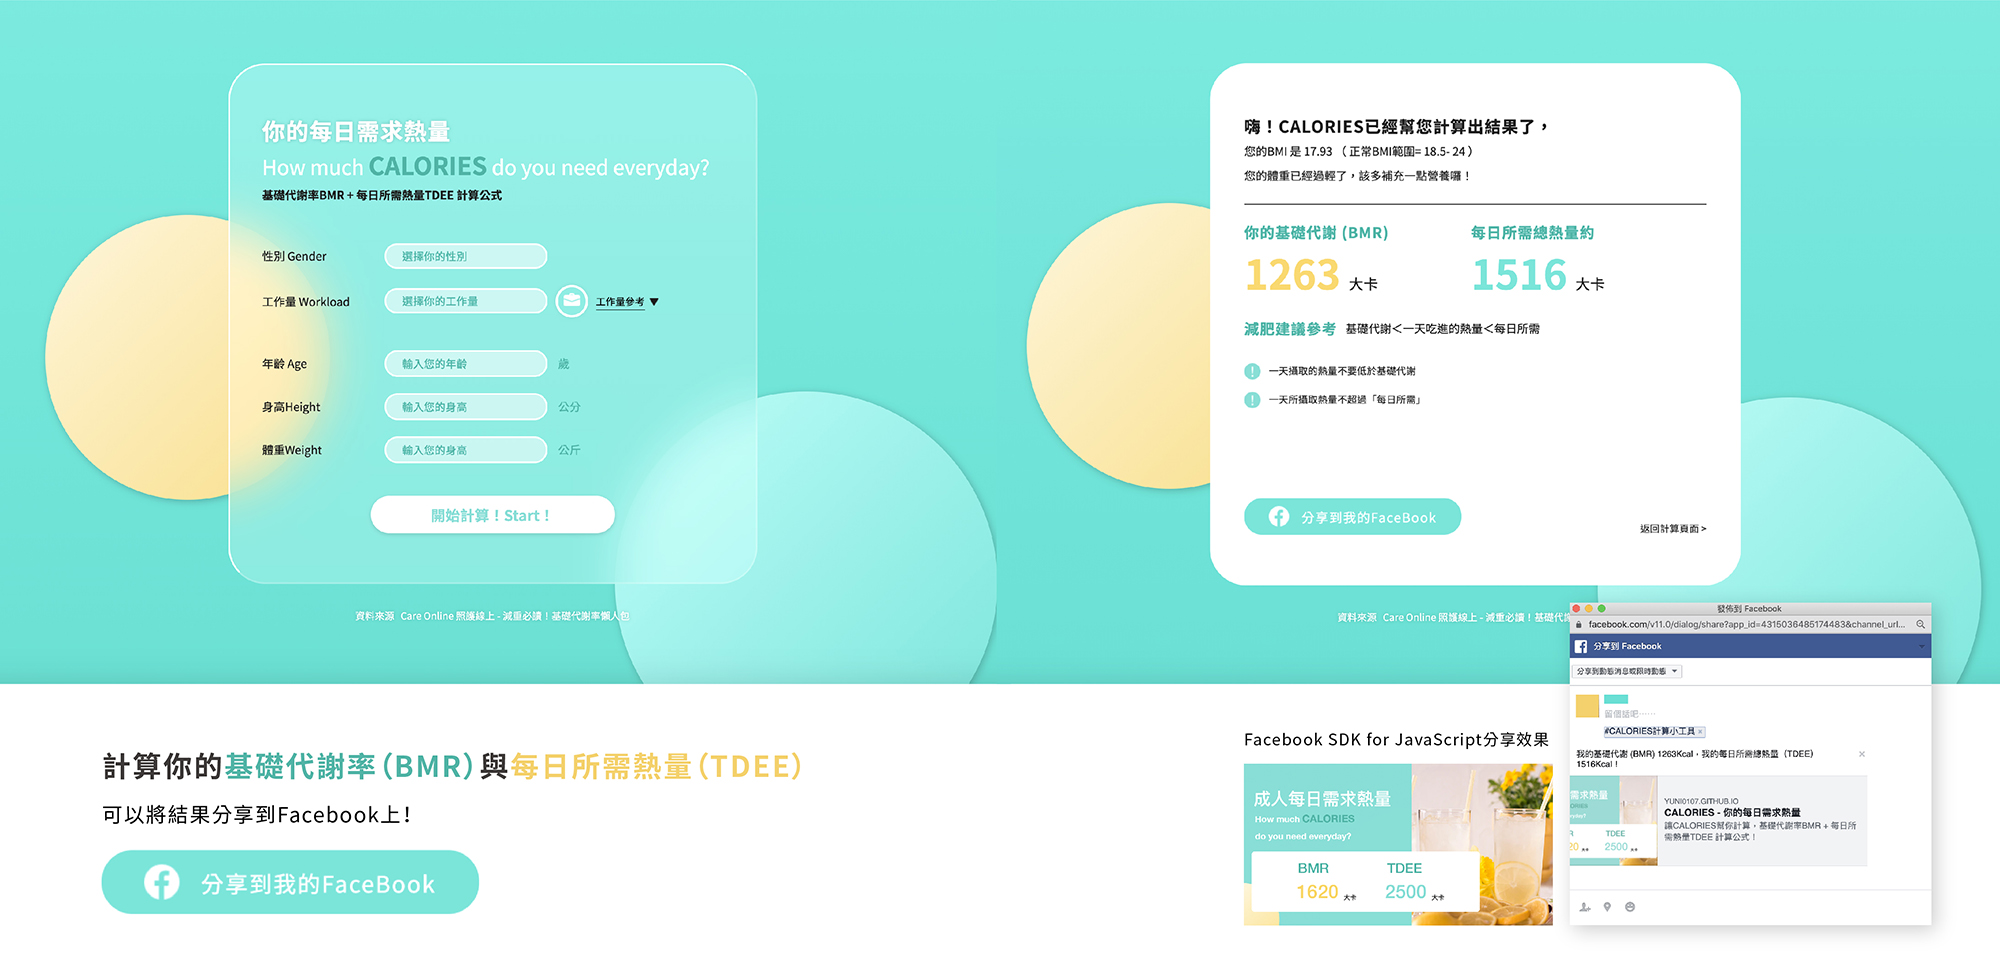 你的每日需求熱量
How much CALORIES do you need everyday?
基礎代謝率BMR + 每日所需熱量TDEE 計算公式
性別 Gender
選擇你的性別
工作量 Workload
選擇你的工作量
工作量參考 ▼
年齡 Age
輸入您的年齡
歲
身高Height
輸入您的身高
公分
體重Weight
輸入您的身高
公斤
開始計算！Start！
資料來源 Care Online 照護線上 - 減重必讀！基礎代謝率懶人包
嗨！CALORIES已經幫您計算出結果了，
您的BMI 是 17.93 （正常BMI範圍= 18.5- 24）
您的體重已經過輕了，該多補充一點營養囉！
你的基礎代謝 (BMR)
1263 大卡
每日所需總熱量約
1516 大卡
減肥建議參考 基礎代謝＜一天吃進的熱量＜每日所需
! 一天攝取的熱量不要低於基礎代謝
! 一天所攝取熱量不超過「每日所需」
分享到我的FaceBook
返回計算頁面 >
資料來源 Care Online 照護線上 - 減重必讀！基礎代
計算你的基礎代謝率（BMR）與每日所需熱量（TDEE）
可以將結果分享到Facebook上！
分享到我的FaceBook
Facebook SDK for JavaScript分享效果
成人每日需求熱量
How much CALORIES
do you need everyday?
BMR
1620 大卡
TDEE
2500 大卡
發佈到 Facebook
facebook.com/v11.0/dialog/share?app_id=4315036485174483&channel_url...
分享到 Facebook
分享到動態消息或限時動態
留個話吧⋯⋯
#CALORIES計算小工具 ×
我的基礎代謝 (BMR) 1263Kcal，我的每日所需總熱量（TDEE）
1516Kcal！
需求熱量
TDEE
20
2500
YUNI0107.GITHUB.IO
CALORIES - 你的每日需求熱量
讓CALORIES幫你計算，基礎代謝率BMR + 每日所
需熱量TDEE 計算公式！